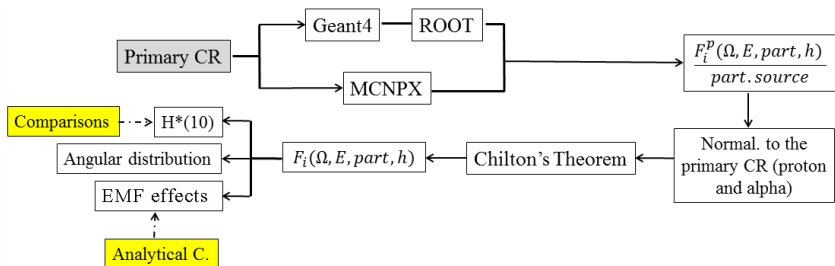 Primary CR
Geant4
ROOT
MCNPX
F_i^p(Ω, E, part, h)
part. source
Normal. to the
primary CR (proton
and alpha)
Chilton's Theorem
F_i(Ω, E, part, h)
H*(10)
Angular distribution
EMF effects
Comparisons
Analytical C.